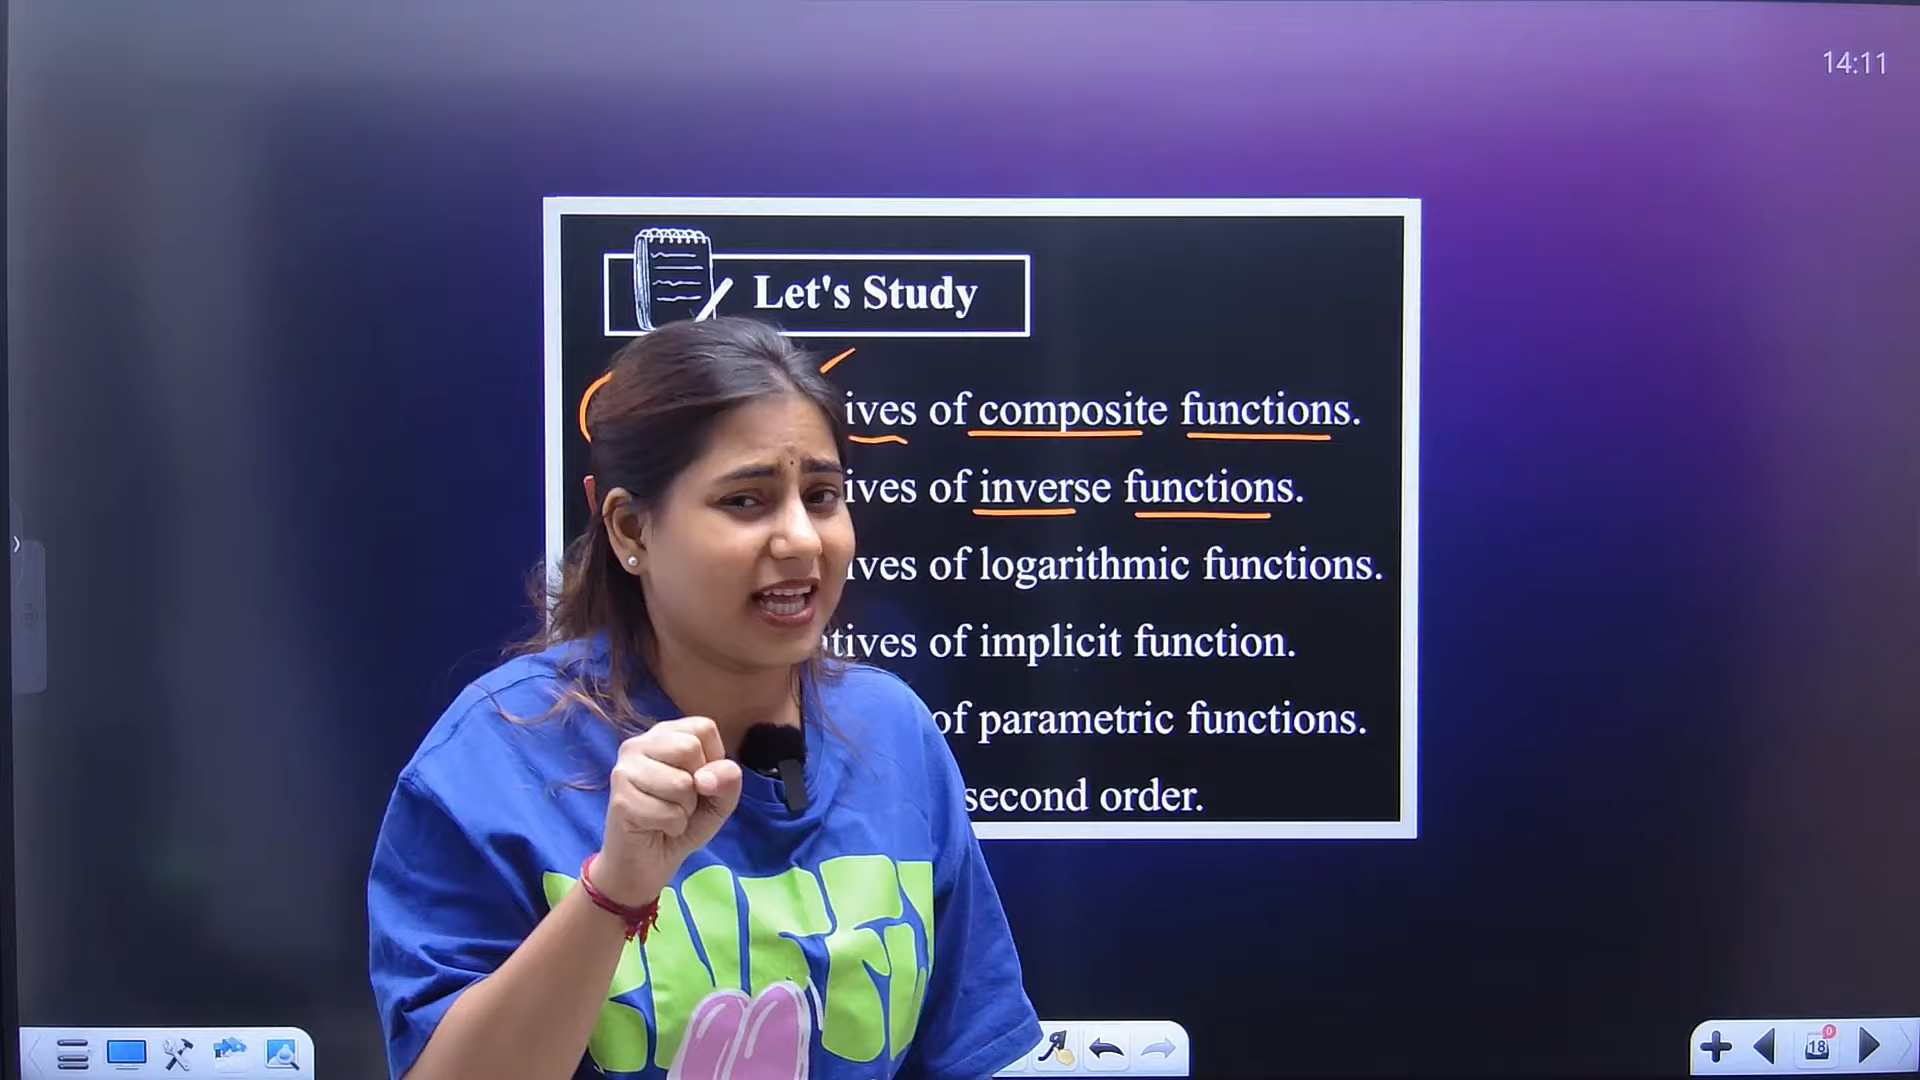 14:11
Let's Study
ives of composite functions.
ives of inverse functions.
ives of logarithmic functions.
tives of implicit function.
of parametric functions.
second order.
18
0